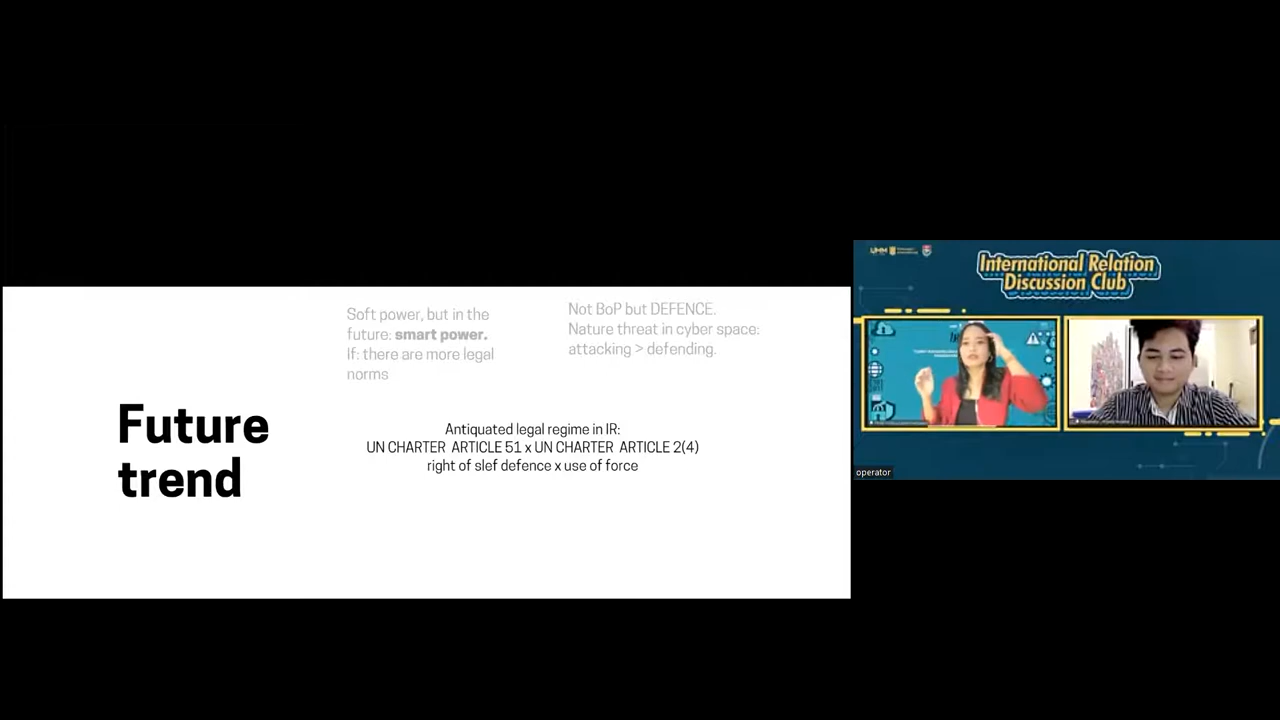 Soft power, but in the
future: smart power.
If: there are more legal
norms
Not BoP but DEFENCE.
Nature threat in cyber space:
attacking > defending.
Future
trend
Antiquated legal regime in IR:
UN CHARTER ARTICLE 51 x UN CHARTER ARTICLE 2(4)
right of slef defence x use of force
UMM
International Relation
Discussion Club
operator